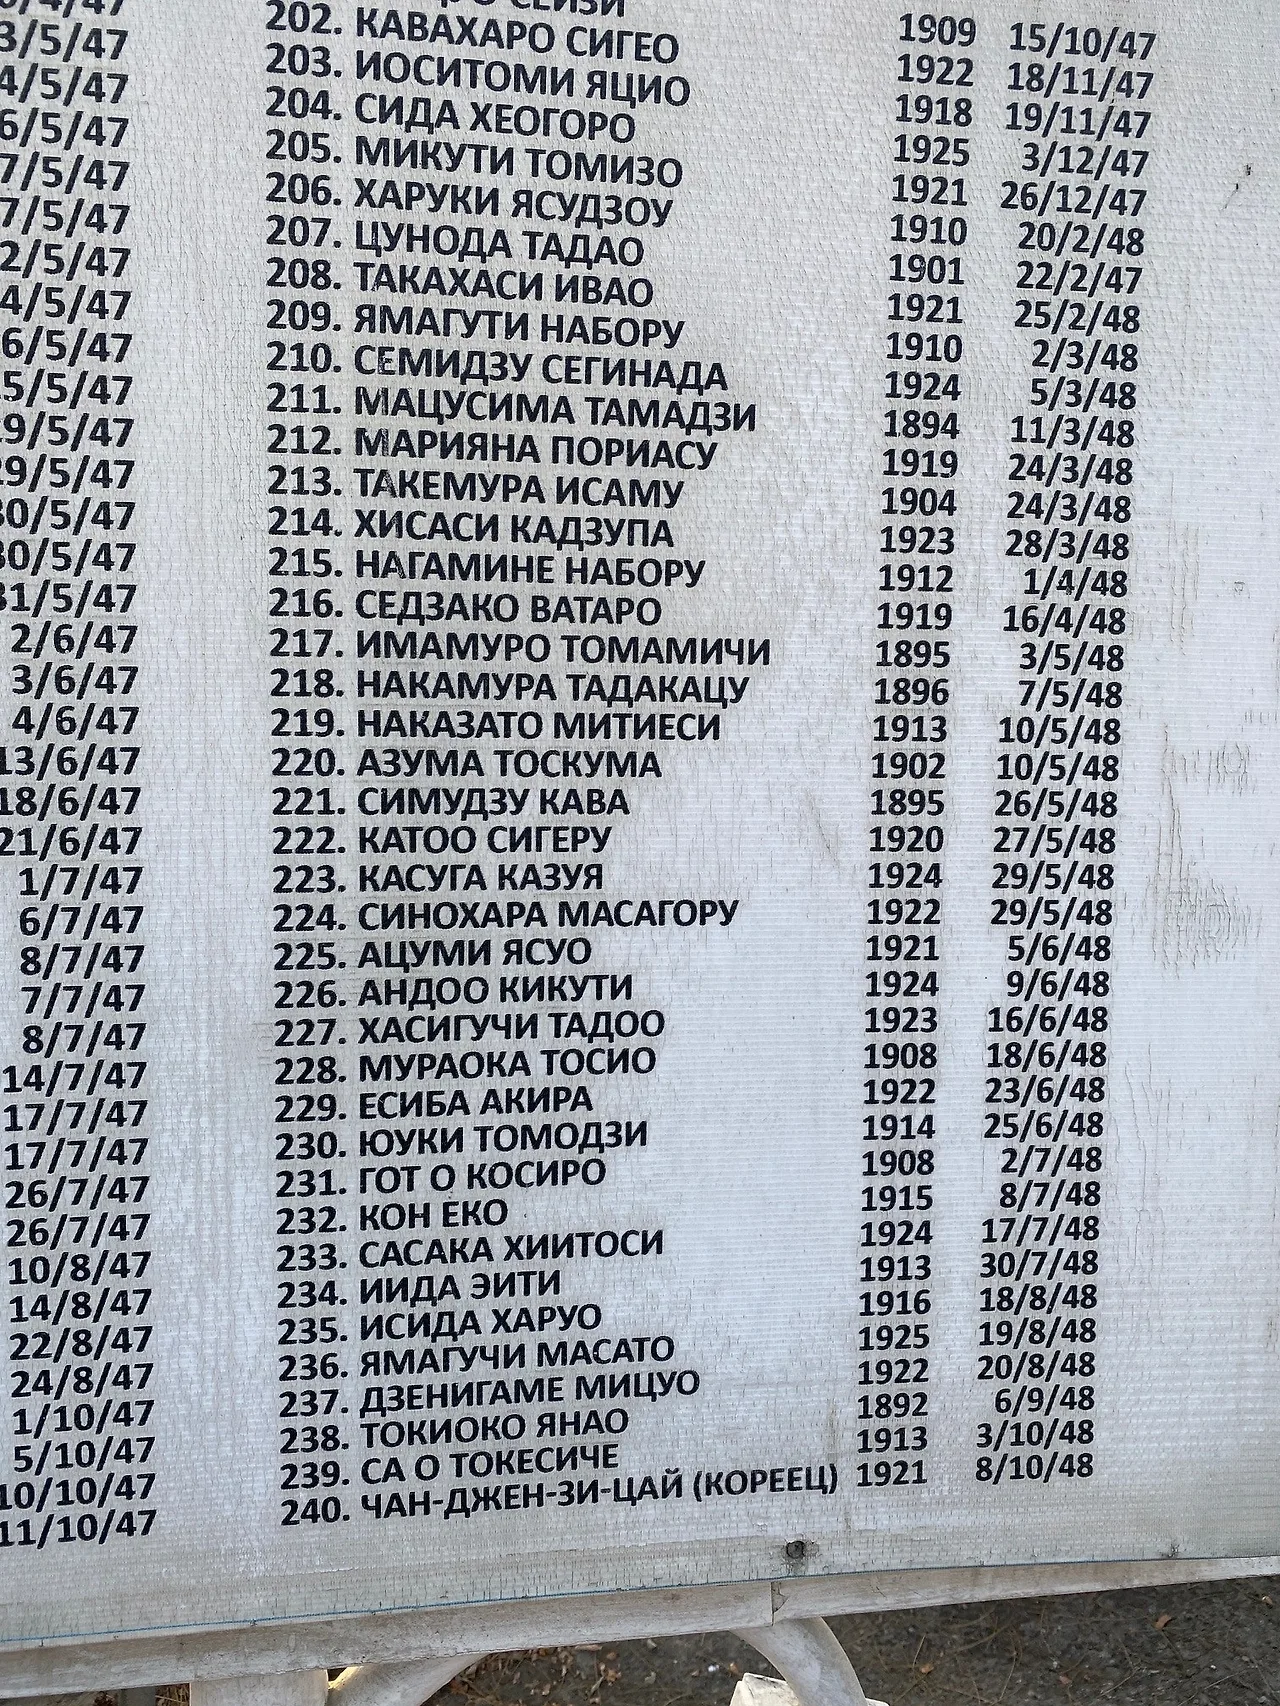 3/5/47
4/5/47
6/5/47
7/5/47
7/5/47
2/5/47
4/5/47
6/5/47
5/5/47
9/5/47
29/5/47
30/5/47
30/5/47
31/5/47
2/6/47
3/6/47
4/6/47
13/6/47
18/6/47
21/6/47
1/7/47
6/7/47
8/7/47
7/7/47
8/7/47
14/7/47
17/7/47
17/7/47
26/7/47
26/7/47
10/8/47
14/8/47
22/8/47
24/8/47
1/10/47
5/10/47
10/10/47
11/10/47
СЕИЗИ 1909 15/10/47
202. КАВАХАРО СИГЕО 1922 18/11/47
203. ИОСИТОМИ ЯЦИО 1918 19/11/47
204. СИДА ХЕОГОРО 1925 3/12/47
205. МИКУТИ ТОМИЗО 1921 26/12/47
206. ХАРУКИ ЯСУДЗОУ 1910 20/2/48
207. ЦУНОДА ТАДАО 1901 22/2/47
208. ТАКАХАСИ ИВАО 1921 25/2/48
209. ЯМАГУТИ НАБОРУ 1910 2/3/48
210. СЕМИДЗУ СЕГИНАДА 1924 5/3/48
211. МАЦУСИМА ТАМАДЗИ 1894 11/3/48
212. МАРИЯНА ПОРИАСУ 1919 24/3/48
213. ТАКЕМУРА ИСАМУ 1904 24/3/48
214. ХИСАСИ КАДЗУПА 1923 28/3/48
215. НАГАМИНЕ НАБОРУ 1912 1/4/48
216. СЕДЗАКО ВАТАРО 1919 16/4/48
217. ИМАМУРО ТОМАМИЧИ 1895 3/5/48
218. НАКАМУРА ТАДАКАЦУ 1896 7/5/48
219. НАКАЗАТО МИТИЕСИ 1913 10/5/48
220. АЗУМА ТОСКУМА 1902 10/5/48
221. СИМУДЗУ КАВА 1895 26/5/48
222. КАТОО СИГЕРУ 1920 27/5/48
223. КАСУГА КАЗУЯ 1924 29/5/48
224. СИНОХАРА МАСАГОРУ 1922 29/5/48
225. АЦУМИ ЯСУО 1921 5/6/48
226. АНДОО КИКУТИ 1924 9/6/48
227. ХАСИГУЧИ ТАДОО 1923 16/6/48
228. МУРАОКА ТОСИО 1908 18/6/48
229. ЕСИБА АКИРА 1922 23/6/48
230. ЮУКИ ТОМОДЗИ 1914 25/6/48
231. ГОТ О КОСИРО 1908 2/7/48
232. КОН ЕКО 1915 8/7/48
233. САСАКА ХИИТОСИ 1924 17/7/48
234. ИИДА ЭИТИ 1913 30/7/48
235. ИСИДА ХАРУО 1916 18/8/48
236. ЯМАГУЧИ МАСАТО 1925 19/8/48
237. ДЗЕНИГАМЕ МИЦУО 1922 20/8/48
238. ТОКИОКО ЯНАО 1892 6/9/48
239. СА О ТОКЕСИЧЕ 1913 3/10/48
240. ЧАН-ДЖЕН-ЗИ-ЦАЙ (КОРЕЕЦ) 1921 8/10/48